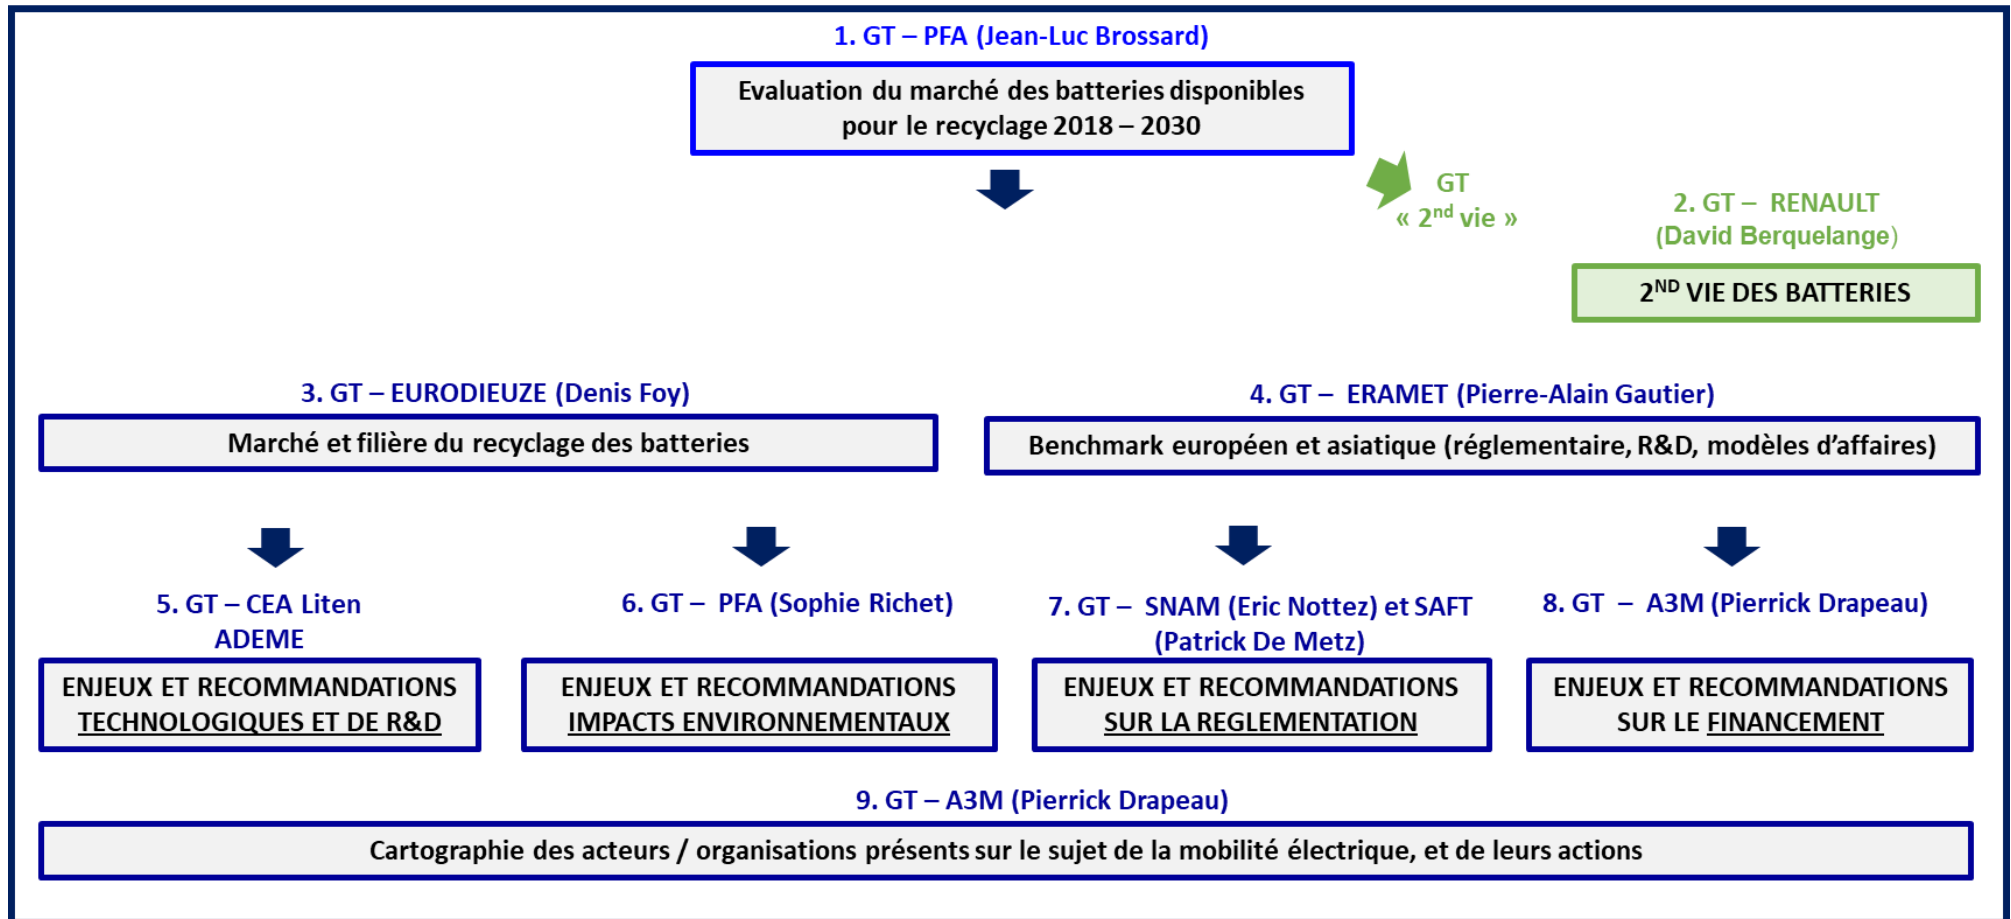 1. GT – PFA (Jean-Luc Brossard)
Evaluation du marché des batteries disponibles
pour le recyclage 2018 – 2030
GT
« 2nd vie »
2. GT – RENAULT
(David Berquelange)
2ND VIE DES BATTERIES
3. GT – EURODIEUZE (Denis Foy)
Marché et filière du recyclage des batteries
4. GT – ERAMET (Pierre-Alain Gautier)
Benchmark européen et asiatique (réglementaire, R&D, modèles d'affaires)
5. GT – CEA Liten
ADEME
ENJEUX ET RECOMMANDATIONS
TECHNOLOGIQUES ET DE R&D
6. GT – PFA (Sophie Richet)
ENJEUX ET RECOMMANDATIONS
IMPACTS ENVIRONNEMENTAUX
7. GT – SNAM (Eric Nottez) et SAFT
(Patrick De Metz)
ENJEUX ET RECOMMANDATIONS
SUR LA REGLEMENTATION
8. GT – A3M (Pierrick Drapeau)
ENJEUX ET RECOMMANDATIONS
SUR LE FINANCEMENT
9. GT – A3M (Pierrick Drapeau)
Cartographie des acteurs / organisations présents sur le sujet de la mobilité électrique, et de leurs actions